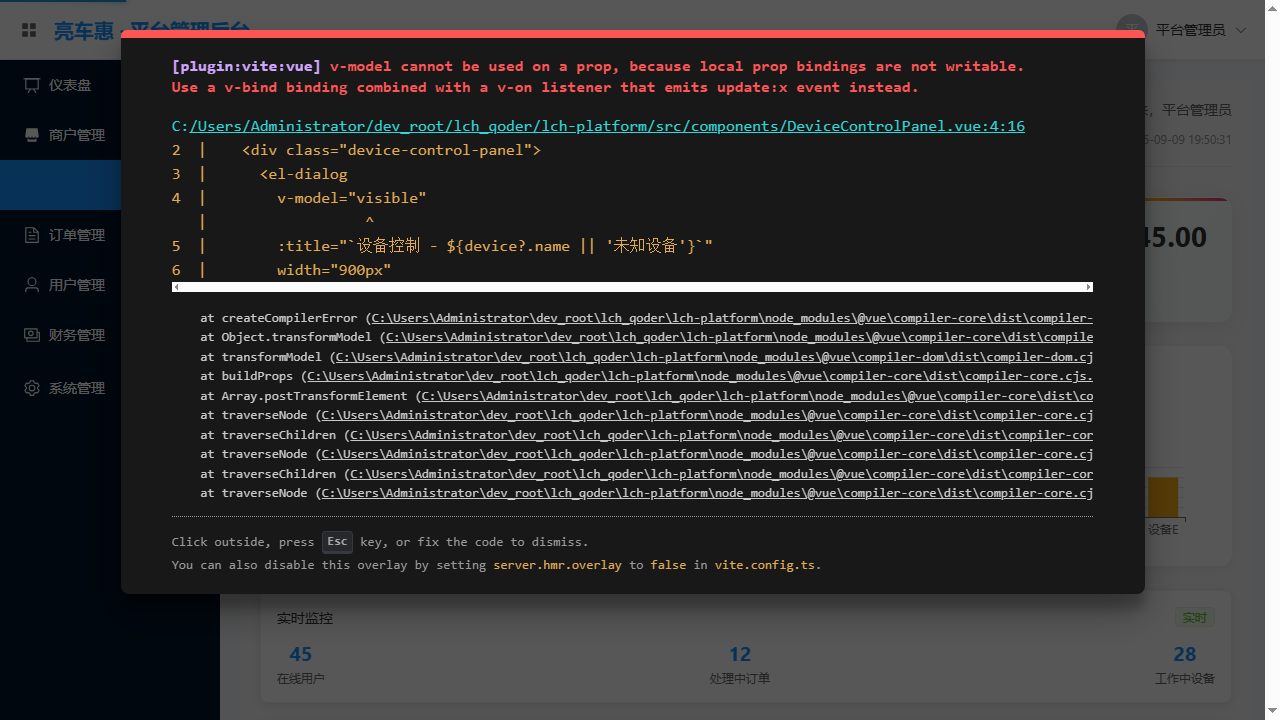 亮车惠 - 平台管理后台
平 平台管理员
仪表盘
商户管理
订单管理
用户管理
财务管理
系统管理
[plugin:vite:vue] v-model cannot be used on a prop, because local prop bindings are not writable.
Use a v-bind binding combined with a v-on listener that emits update:x event instead.
C:/Users/Administrator/dev_root/lch_qoder/lch-platform/src/components/DeviceControlPanel.vue:4:16
2 | <div class="device-control-panel">
3 | <el-dialog
4 | v-model="visible"
| ^
5 | :title="`设备控制 - ${device?.name || '未知设备'}`"
6 | width="900px"
at createCompilerError (C:\Users\Administrator\dev_root\lch_qoder\lch-platform\node_modules\@vue\compiler-core\dist\compiler-
at Object.transformModel (C:\Users\Administrator\dev_root\lch_qoder\lch-platform\node_modules\@vue\compiler-core\dist\compile
at transformModel (C:\Users\Administrator\dev_root\lch_qoder\lch-platform\node_modules\@vue\compiler-dom\dist\compiler-dom.cj
at buildProps (C:\Users\Administrator\dev_root\lch_qoder\lch-platform\node_modules\@vue\compiler-core\dist\compiler-core.cjs.
at Array.postTransformElement (C:\Users\Administrator\dev_root\lch_qoder\lch-platform\node_modules\@vue\compiler-core\dist\co
at traverseNode (C:\Users\Administrator\dev_root\lch_qoder\lch-platform\node_modules\@vue\compiler-core\dist\compiler-core.cj
at traverseChildren (C:\Users\Administrator\dev_root\lch_qoder\lch-platform\node_modules\@vue\compiler-core\dist\compiler-cor
at traverseNode (C:\Users\Administrator\dev_root\lch_qoder\lch-platform\node_modules\@vue\compiler-core\dist\compiler-core.cj
at traverseChildren (C:\Users\Administrator\dev_root\lch_qoder\lch-platform\node_modules\@vue\compiler-core\dist\compiler-cor
at traverseNode (C:\Users\Administrator\dev_root\lch_qoder\lch-platform\node_modules\@vue\compiler-core\dist\compiler-core.cj
Click outside, press Esc key, or fix the code to dismiss.
You can also disable this overlay by setting server.hmr.overlay to false in vite.config.ts.
，平台管理员
-09-09 19:50:31
45.00
设备E
实时监控
实时
45
在线用户
12
处理中订单
28
工作中设备